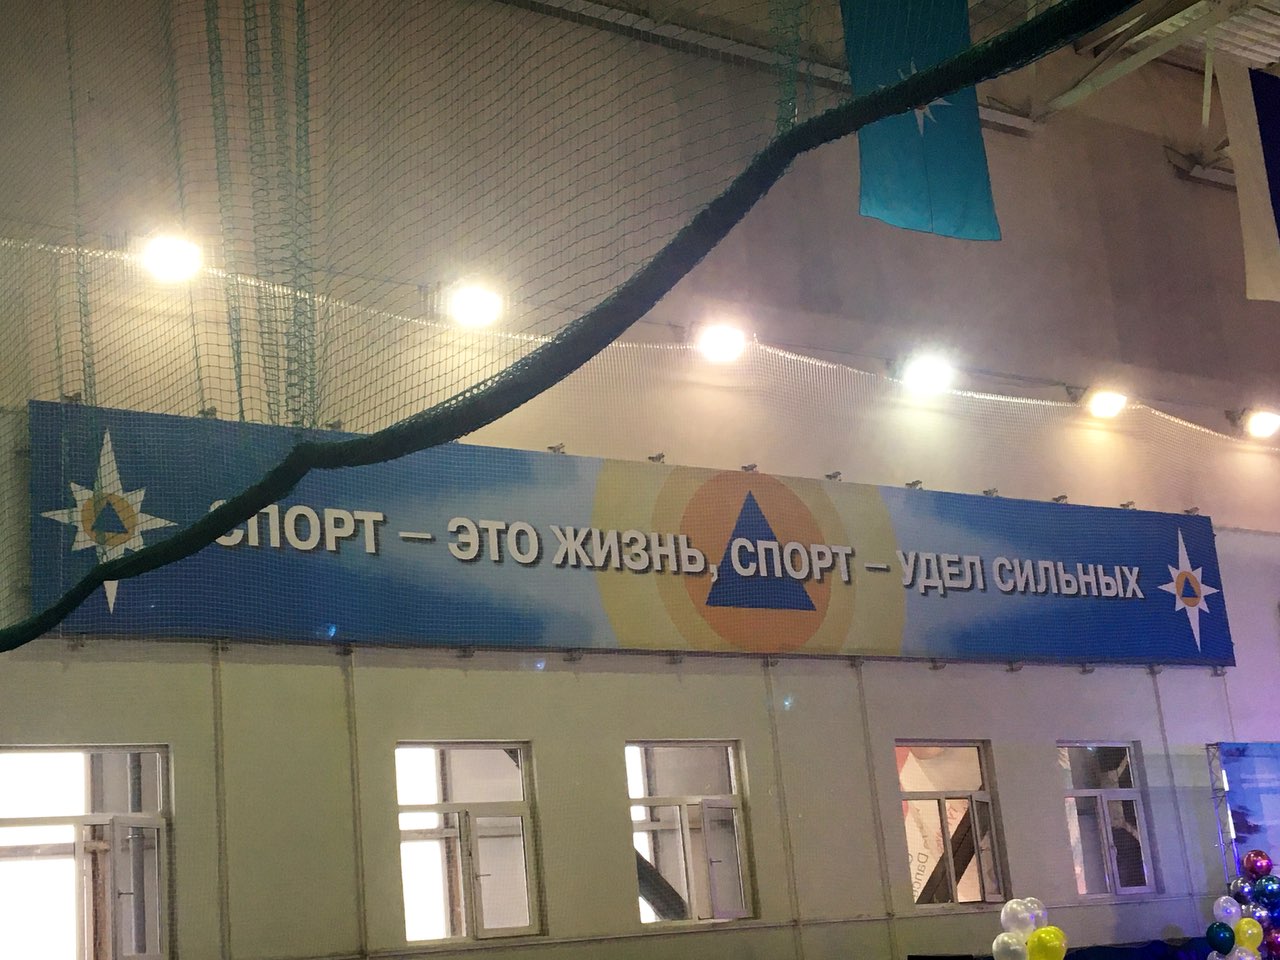 СПОРТ – ЭТО ЖИЗНЬ, СПОРТ – УДЕЛ СИЛЬНЫХ